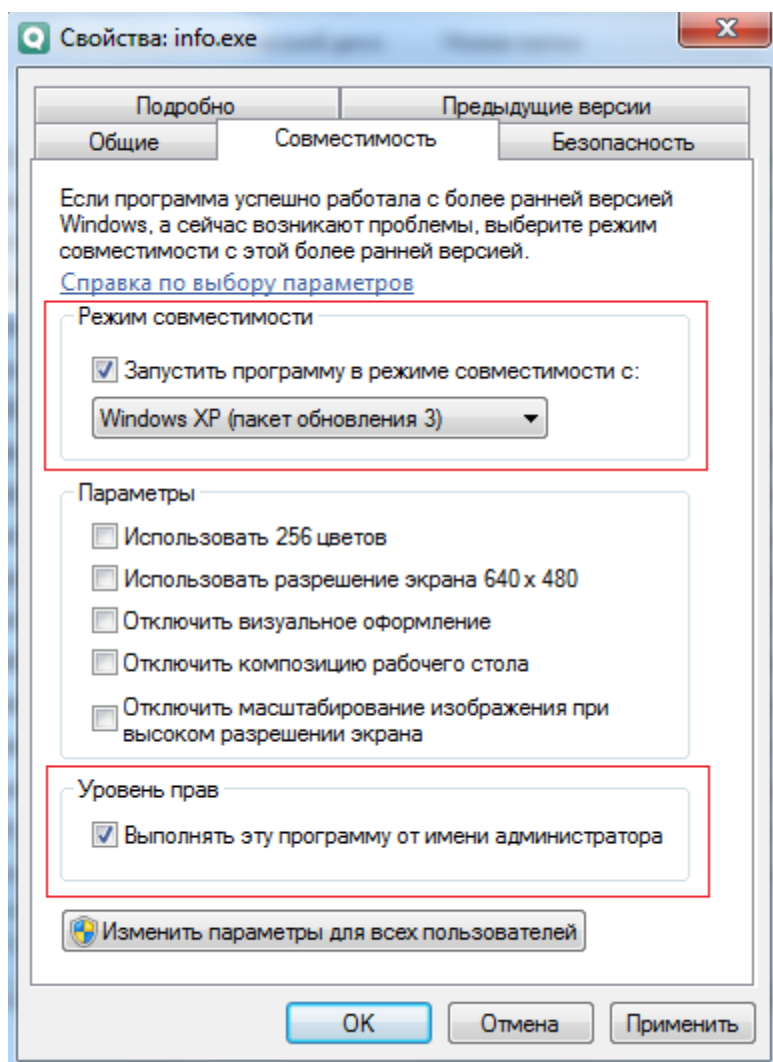 Свойства: info.exe
Подробно
Предыдущие версии
Общие
Совместимость
Безопасность
Если программа успешно работала с более ранней версией
Windows, а сейчас возникают проблемы, выберите режим
совместимости с этой более ранней версией.
Справка по выбору параметров
Режим совместимости
Запустить программу в режиме совместимости с:
Windows XP (пакет обновления 3)
Параметры
Использовать 256 цветов
Использовать разрешение экрана 640 x 480
Отключить визуальное оформление
Отключить композицию рабочего стола
Отключить масштабирование изображения при
высоком разрешении экрана
Уровень прав
Выполнять эту программу от имени администратора
Изменить параметры для всех пользователей
OK
Отмена
Применить